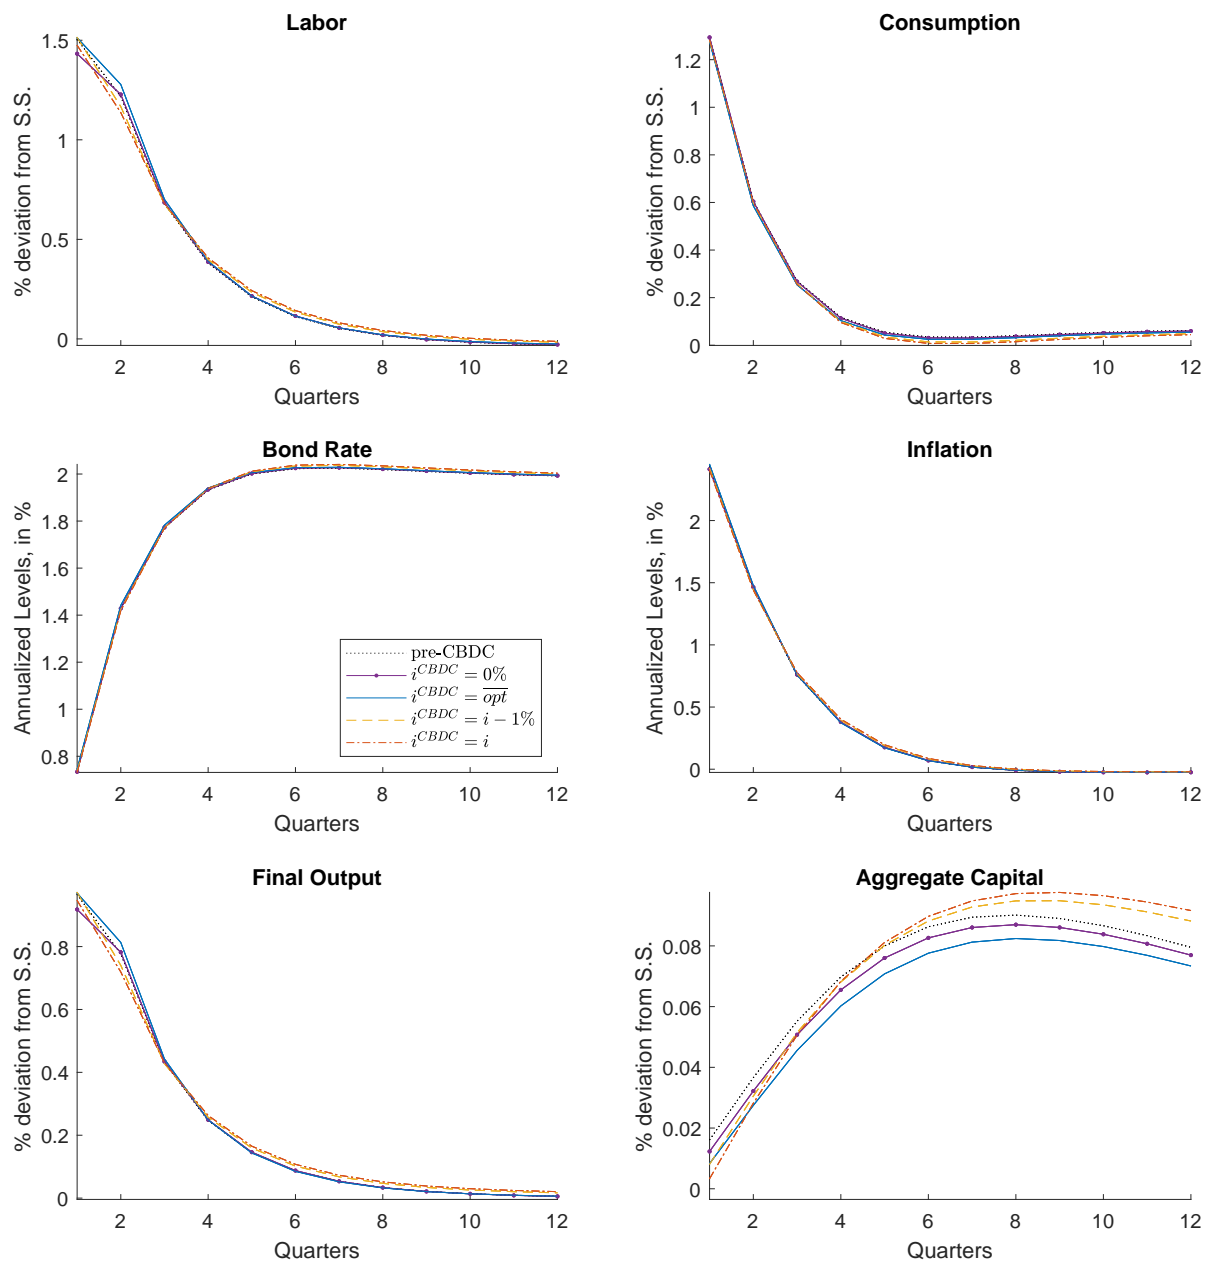 Labor
% deviation from S.S.
1.5
1
0.5
0
2 4 6 8 10 12
Quarters
Consumption
% deviation from S.S.
1.2
1
0.8
0.6
0.4
0.2
0
2 4 6 8 10 12
Quarters
Bond Rate
Annualized Levels, in %
2
1.8
1.6
1.4
1.2
1
0.8
pre-CBDC
i^{CBDC} = 0%
i^{CBDC} = \overline{opt}
i^{CBDC} = i − 1%
i^{CBDC} = i
2 4 6 8 10 12
Quarters
Inflation
Annualized Levels, in %
2
1.5
1
0.5
0
2 4 6 8 10 12
Quarters
Final Output
% deviation from S.S.
0.8
0.6
0.4
0.2
0
2 4 6 8 10 12
Quarters
Aggregate Capital
% deviation from S.S.
0.08
0.06
0.04
0.02
0
2 4 6 8 10 12
Quarters